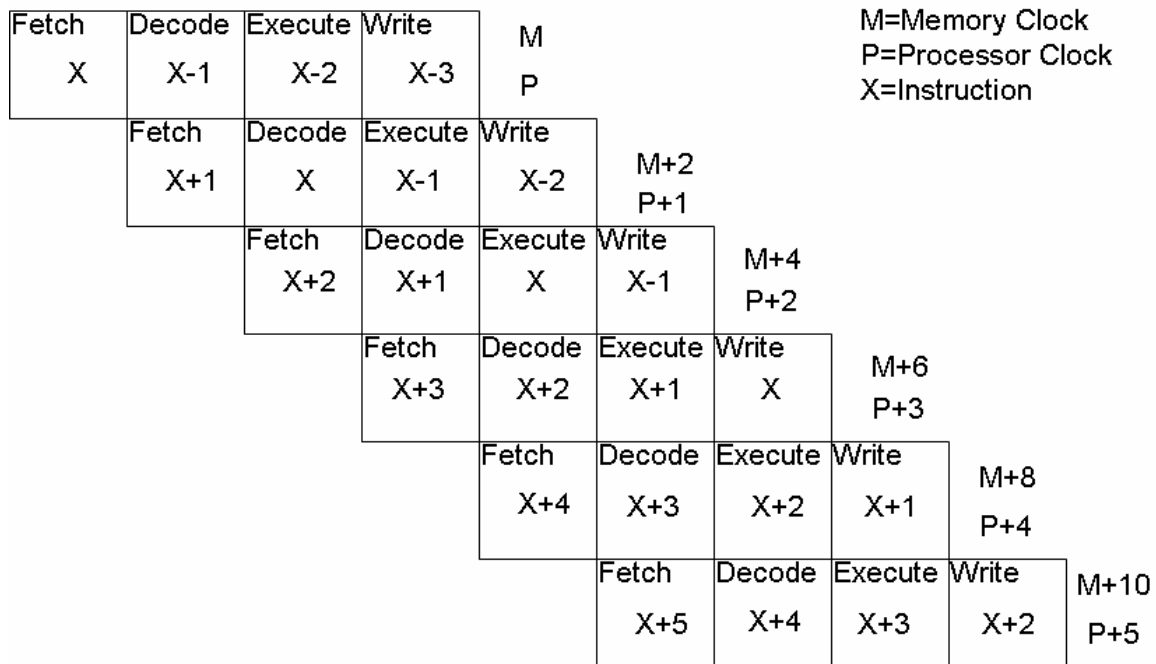 Fetch Decode Execute Write
X X-1 X-2 X-3
M
P
M=Memory Clock
P=Processor Clock
X=Instruction
Fetch Decode Execute Write
X+1 X X-1 X-2
M+2
P+1
Fetch Decode Execute Write
X+2 X+1 X X-1
M+4
P+2
Fetch Decode Execute Write
X+3 X+2 X+1 X
M+6
P+3
Fetch Decode Execute Write
X+4 X+3 X+2 X+1
M+8
P+4
Fetch Decode Execute Write
X+5 X+4 X+3 X+2
M+10
P+5